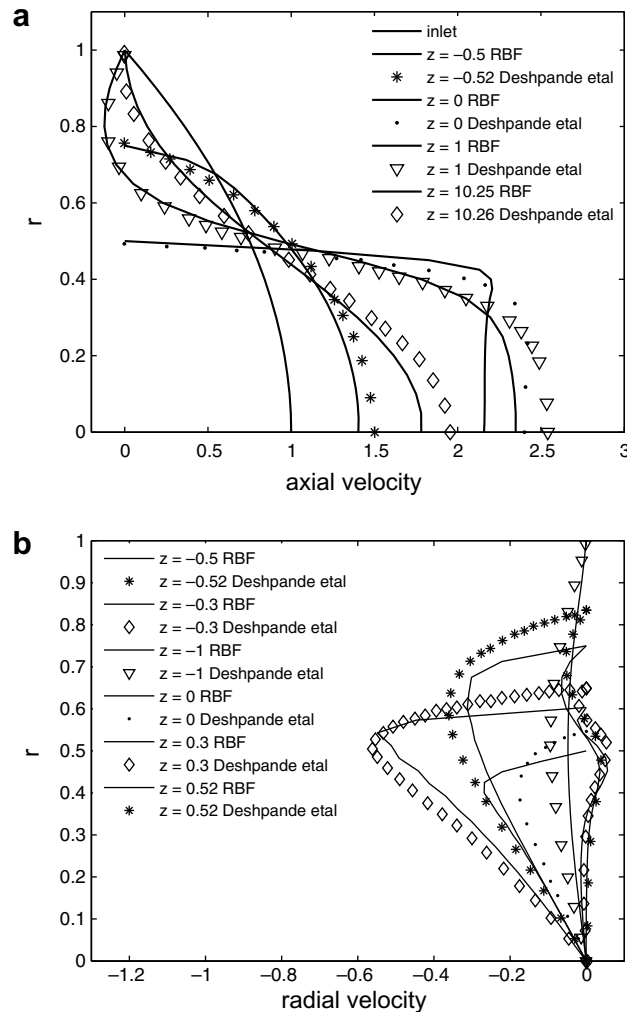 a
1
0.8
0.6
0.4
0.2
0
r
inlet
z = –0.5 RBF
z = –0.52 Deshpande etal
z = 0 RBF
z = 0 Deshpande etal
z = 1 RBF
z = 1 Deshpande etal
z = 10.25 RBF
z = 10.26 Deshpande etal
0 0.5 1 1.5 2 2.5 3
axial velocity
b
1
0.9
0.8
0.7
0.6
0.5
0.4
0.3
0.2
0.1
0
r
z = –0.5 RBF
z = –0.52 Deshpande etal
z = –0.3 RBF
z = –0.3 Deshpande etal
z = –1 RBF
z = –1 Deshpande etal
z = 0 RBF
z = 0 Deshpande etal
z = 0.3 RBF
z = 0.3 Deshpande etal
z = 0.52 RBF
z = 0.52 Deshpande etal
–1.2 –1 –0.8 –0.6 –0.4 –0.2 0
radial velocity